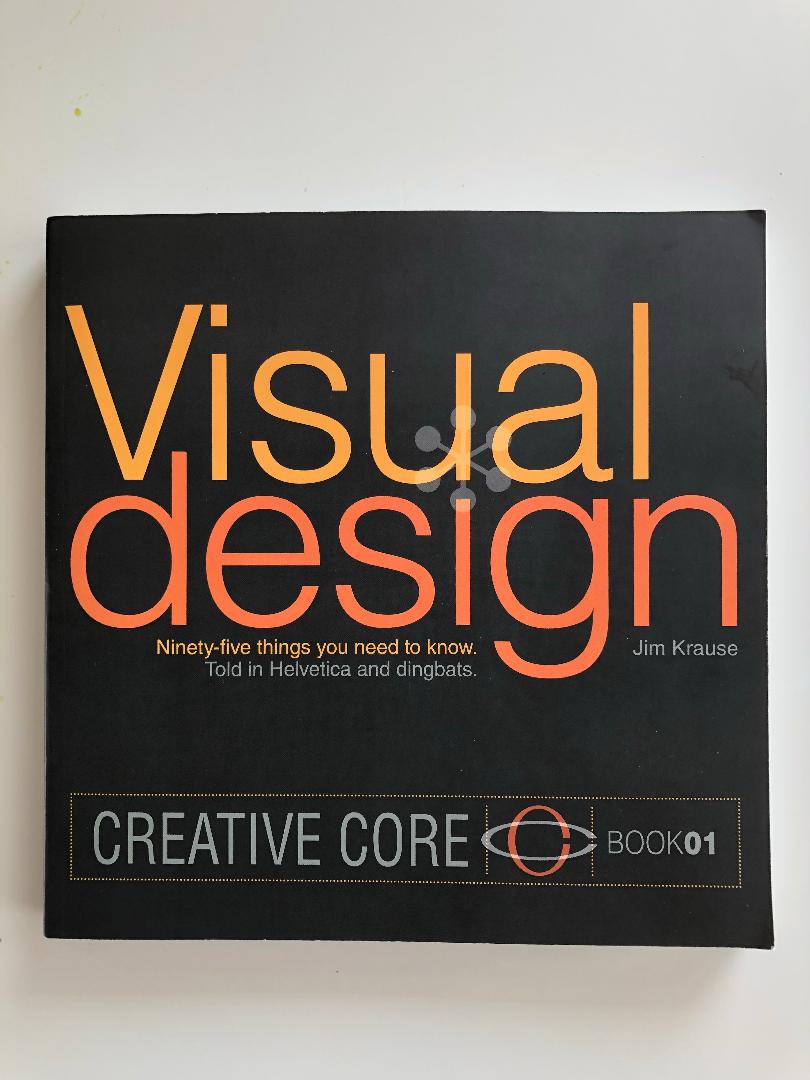 Visual
design
Ninety-five things you need to know.
Jim Krause
Told in Helvetica and dingbats.
CREATIVE CORE
BOOK01